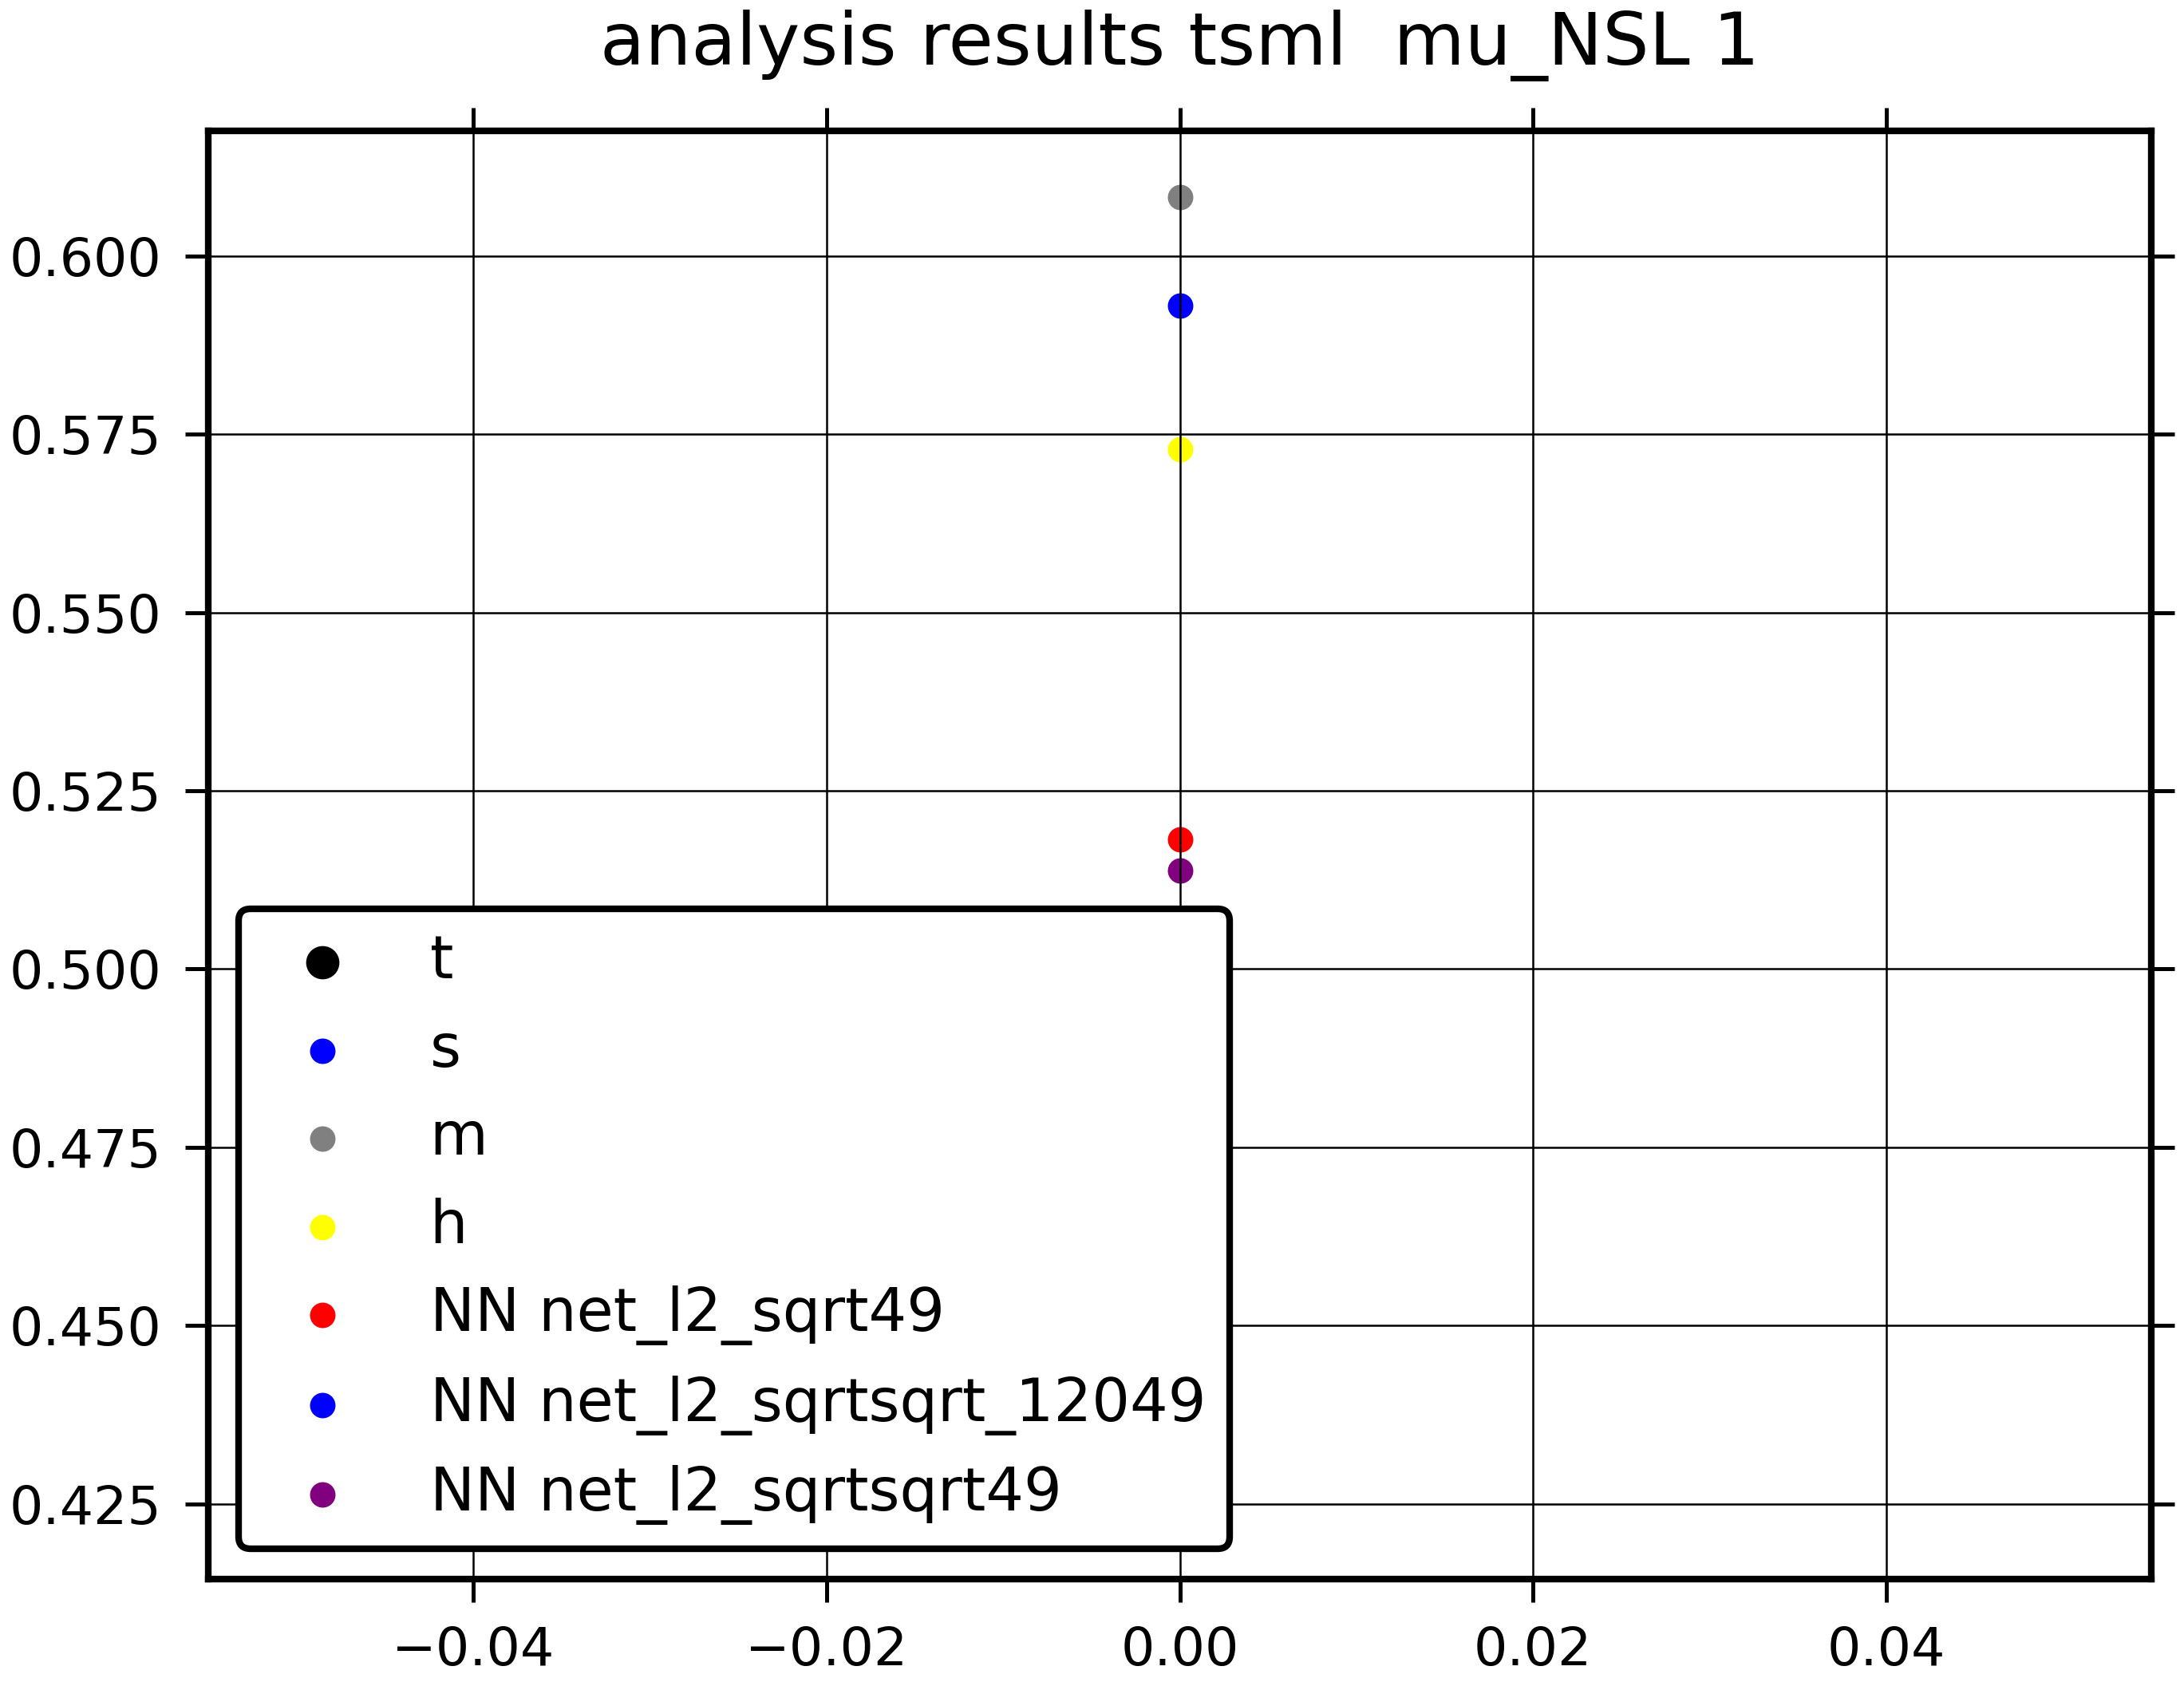 analysis results tsml  mu_NSL 1
0.600
0.575
0.550
0.525
0.500
0.475
0.450
0.425
t
s
m
h
NN net_l2_sqrt49
NN net_l2_sqrtsqrt_12049
NN net_l2_sqrtsqrt49
−0.04
−0.02
0.00
0.02
0.04